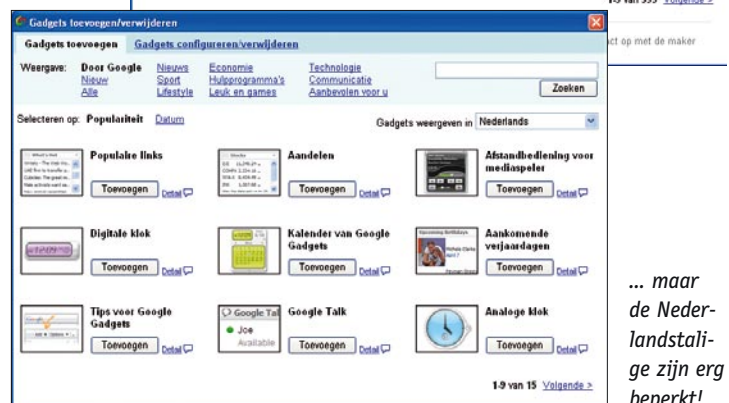 1-9 van 993 Volgende >
act op met de maker
Gadgets toevoegen/verwijderen
Gadgets toevoegen Gadgets configureren/verwijderen
Weergave: Door Google Nieuws Economie Technologie
Nieuw Sport Hulpprogramma's Communicatie
Alle Lifestyle Leuk en games Aanbevolen voor u
Zoeken
Selecteren op: Populariteit Datum
Gadgets weergeven in Nederlands
Populaire links Aandelen Afstandbediening voor
mediaspeler
Toevoegen Detail Toevoegen Detail Toevoegen Detail
Digitale klok Kalender van Google Aankomende
Gadgets verjaardagen
Toevoegen Detail Toevoegen Detail Toevoegen Detail
Tips voor Google Google Talk Analoge klok
Gadgets
Google Tal
Joe
Available
Toevoegen Detail Toevoegen Detail Toevoegen Detail
1-9 van 15 Volgende >
... maar
de Neder-
landstali-
ge zijn erg
beperkt!